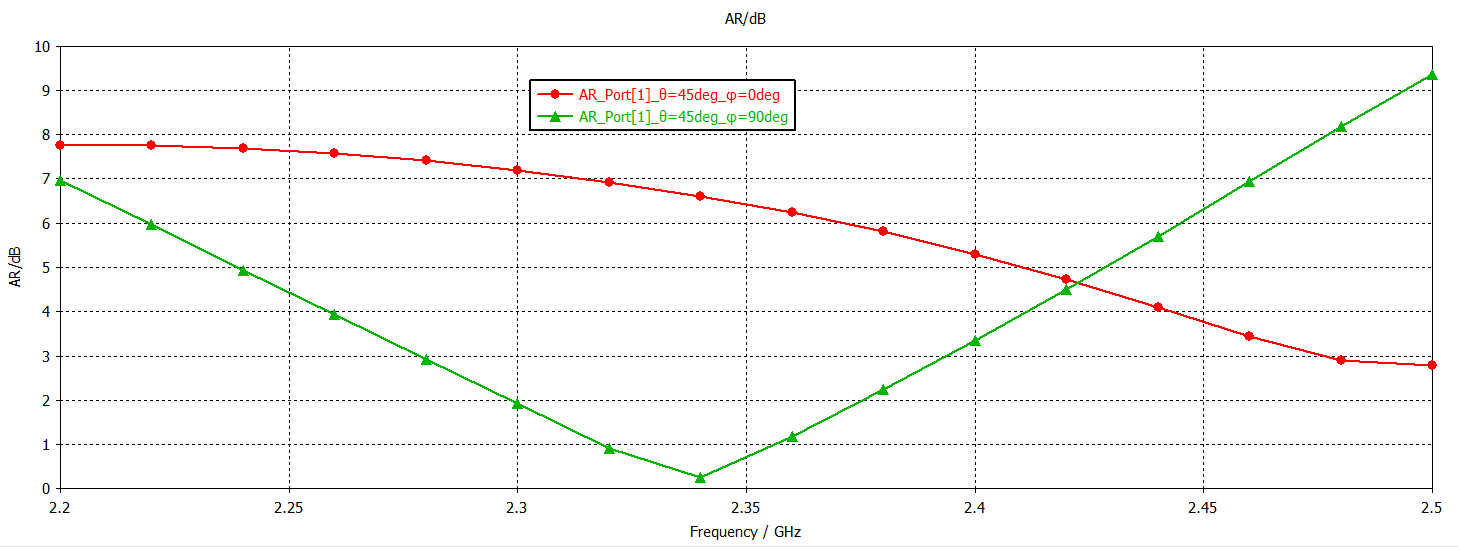 AR/dB
10
9
8
7
6
5
4
3
2
1
0
AR/dB
AR_Port[1]_θ=45deg_φ=0deg
AR_Port[1]_θ=45deg_φ=90deg
2.2 2.25 2.3 2.35 2.4 2.45 2.5
Frequency / GHz